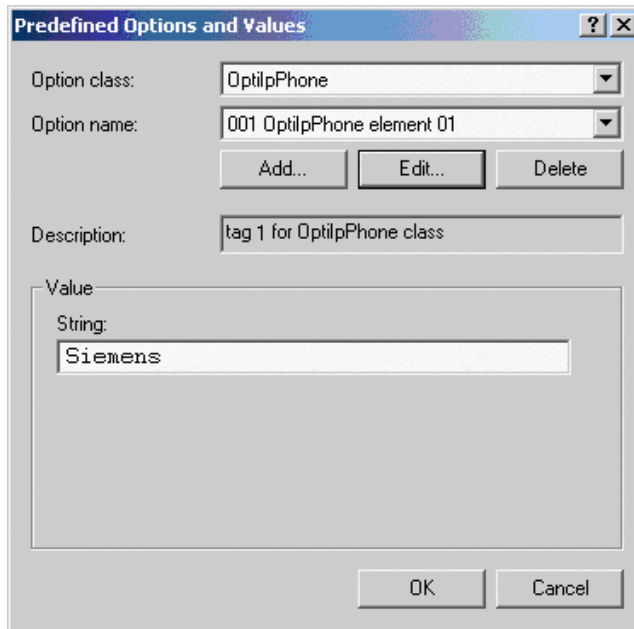 Predefined Options and Values
Option class:
OptiIpPhone
Option name:
001 OptiIpPhone element 01
Add...
Edit...
Delete
Description:
tag 1 for OptiIpPhone class
Value
String:
Siemens
OK
Cancel